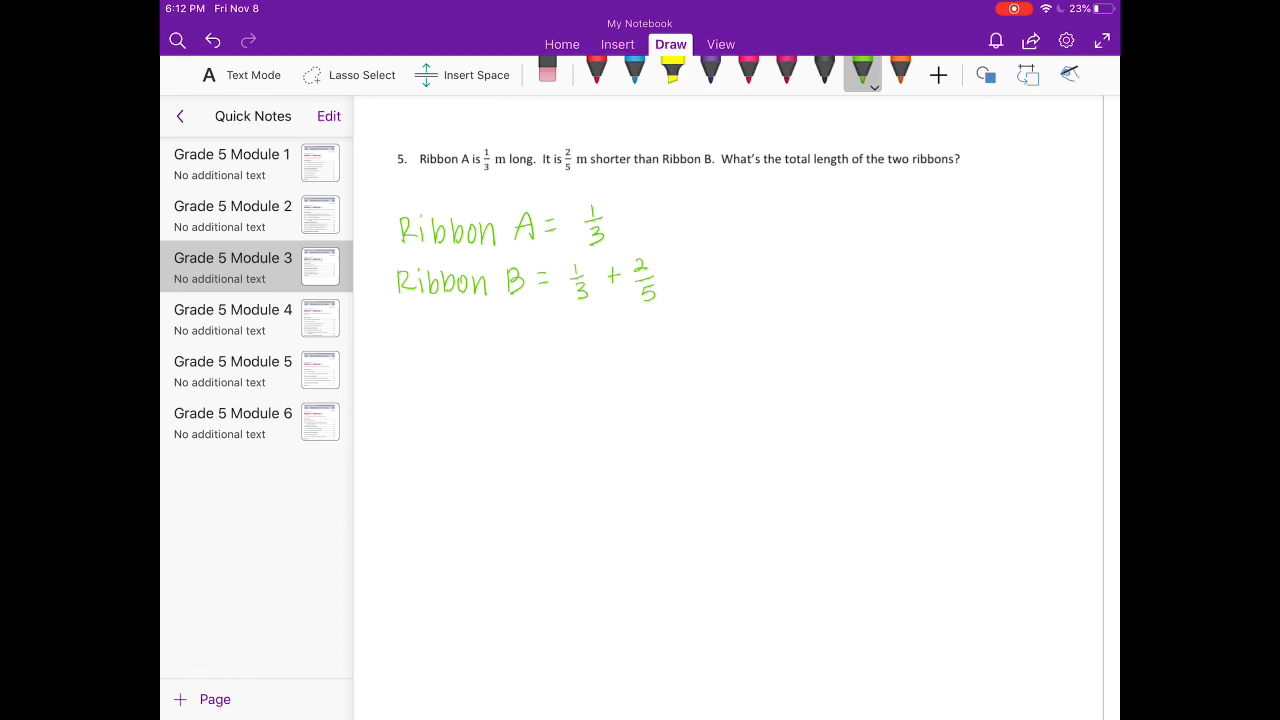 6:12 PM Fri Nov 8
23%
My Notebook
Home Insert Draw View
Text Mode Lasso Select Insert Space
Quick Notes Edit
Grade 5 Module 1
No additional text
Grade 5 Module 2
No additional text
Grade 5 Module 3
No additional text
Grade 5 Module 4
No additional text
Grade 5 Module 5
No additional text
Grade 5 Module 6
No additional text
Page
5. Ribbon A is 1/ m long. It is 2/5 m shorter than Ribbon B. What's the total length of the two ribbons?
Ribbon A = 1/3
Ribbon B = 1/3 + 2/5